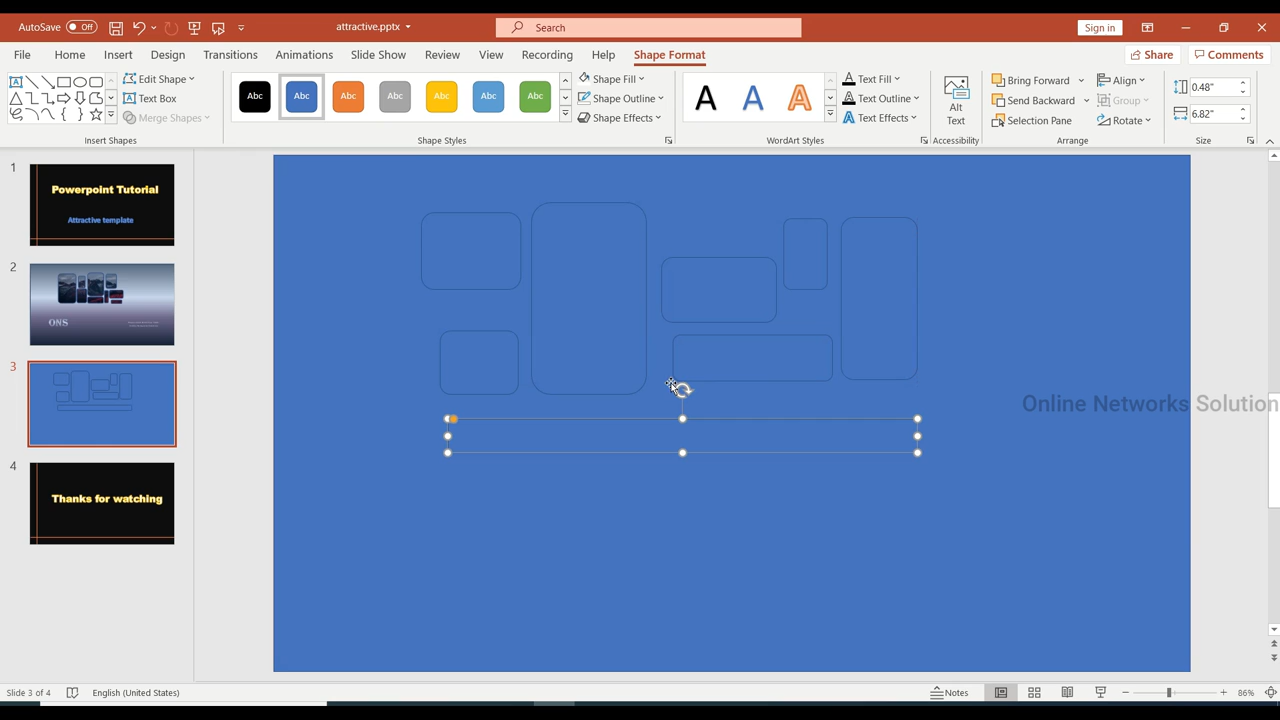 AutoSave Off attractive.pptx Search Sign in
File Home Insert Design Slide Show Transitions Animations Slide Show Review View Recording Help Shape Format Share Comments
Edit Shape
Text Box
Merge Shapes
Insert Shapes
Abc Abc Abc Abc Abc Abc Abc
Shape Fill
Shape Outline
Shape Effects
Shape Styles
A A A
Text Fill
Text Outline
Text Effects
WordArt Styles
Alt
Text
Accessibility
Bring Forward
Send Backward
Selection Pane
Align
Group
Rotate
Arrange
0.48"
6.82"
Size
1
Powerpoint Tutorial
Attractive template
2
ONS
3
4
Thanks for watching
Online Networks Solution
Slide 3 of 4 English (United States) Notes 86%